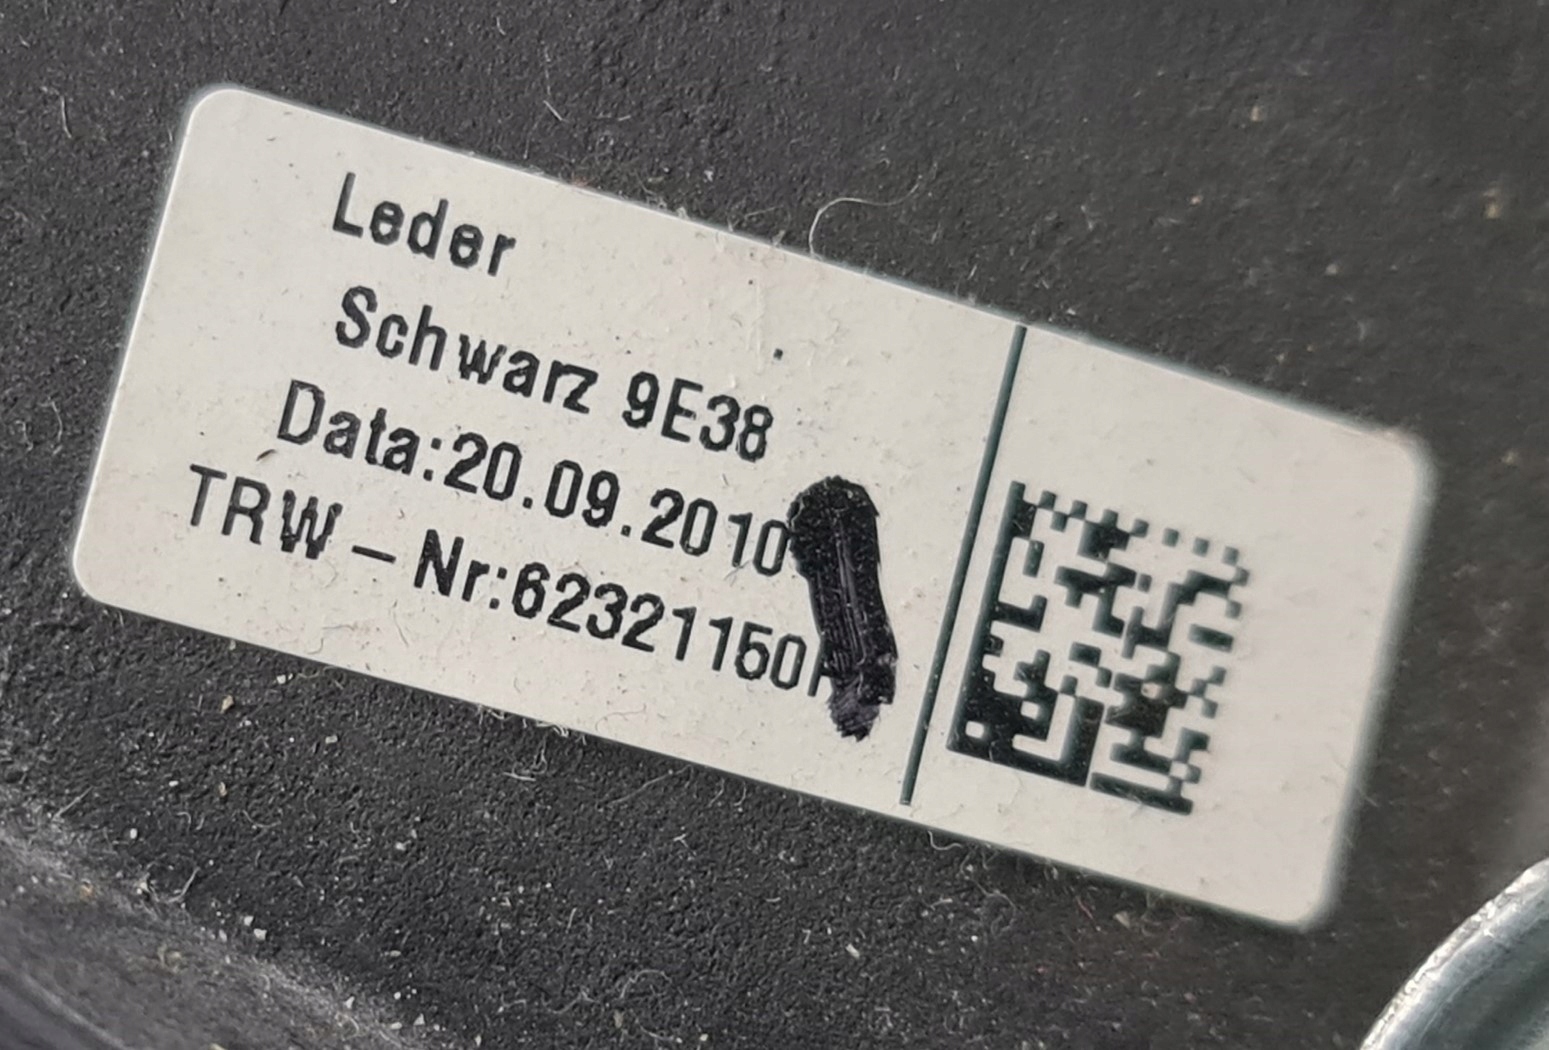 Leder
Schwarz 9E38
Data:20.09.2010
TRW - Nr:62321150